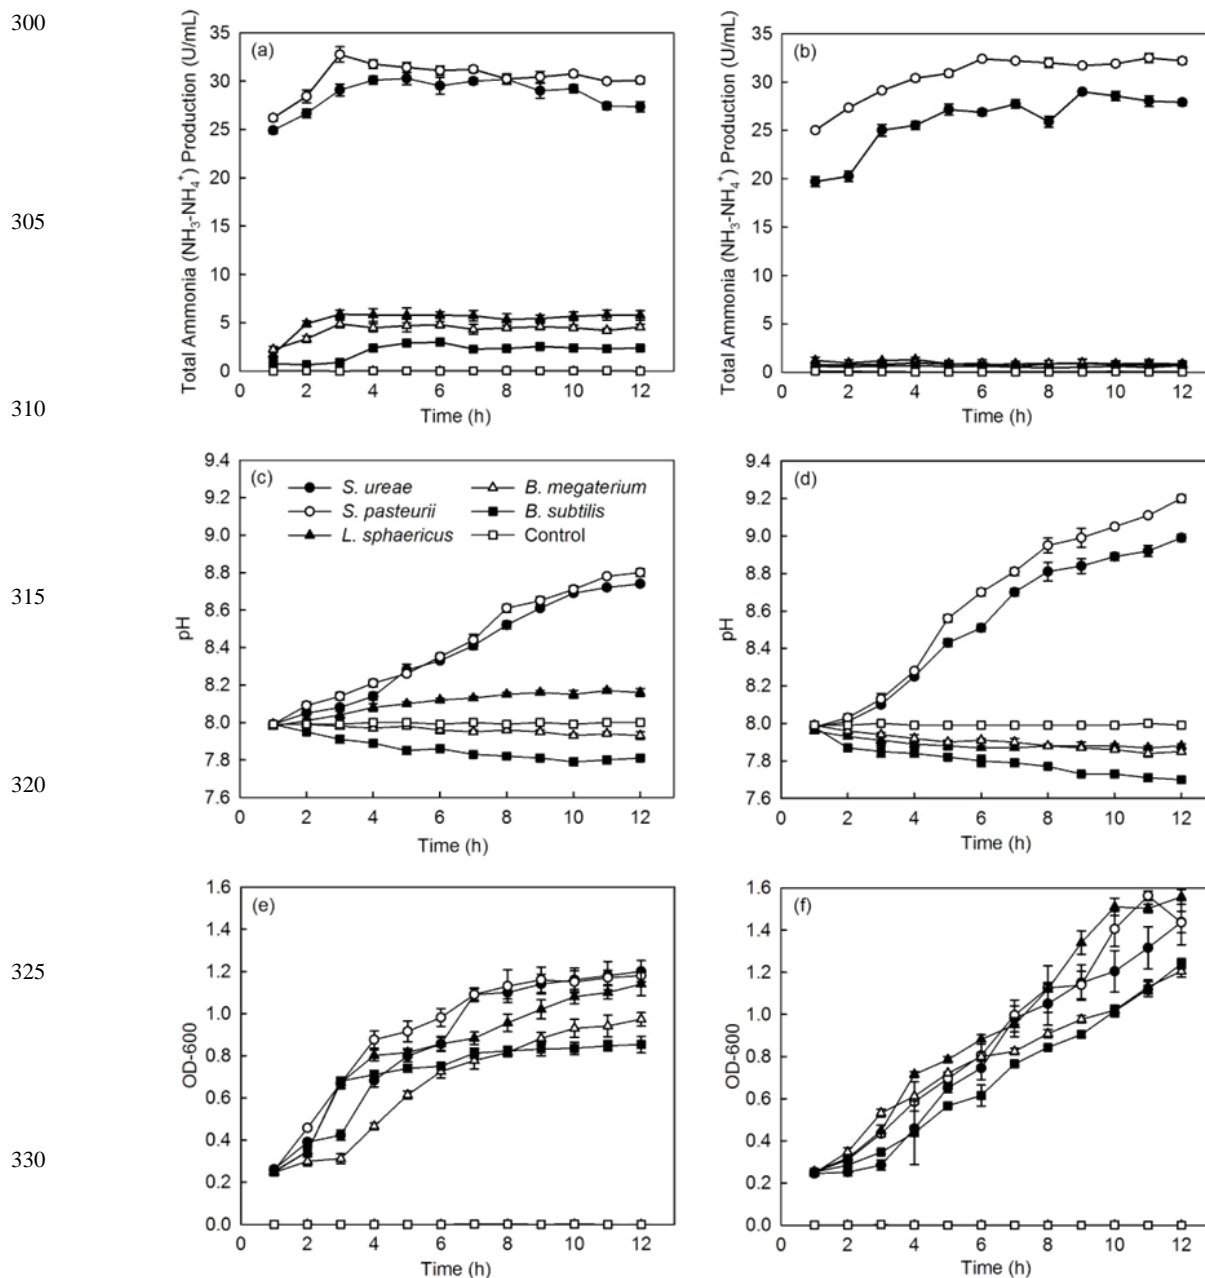 300
305
310
315
320
325
330
(a)
Total Ammonia (NH3-NH4+) Production (U/mL)
35
30
25
20
15
10
5
0
0 2 4 6 8 10 12
Time (h)
(b)
Total Ammonia (NH3-NH4+) Production (U/mL)
35
30
25
20
15
10
5
0
0 2 4 6 8 10 12
Time (h)
(c)
S. ureae
S. pasteurii
L. sphaericus
B. megaterium
B. subtilis
Control
pH
9.4
9.2
9.0
8.8
8.6
8.4
8.2
8.0
7.8
7.6
0 2 4 6 8 10 12
Time (h)
(d)
pH
9.4
9.2
9.0
8.8
8.6
8.4
8.2
8.0
7.8
7.6
0 2 4 6 8 10 12
Time (h)
(e)
OD-600
1.6
1.4
1.2
1.0
0.8
0.6
0.4
0.2
0.0
0 2 4 6 8 10 12
Time (h)
(f)
OD-600
1.6
1.4
1.2
1.0
0.8
0.6
0.4
0.2
0.0
0 2 4 6 8 10 12
Time (h)